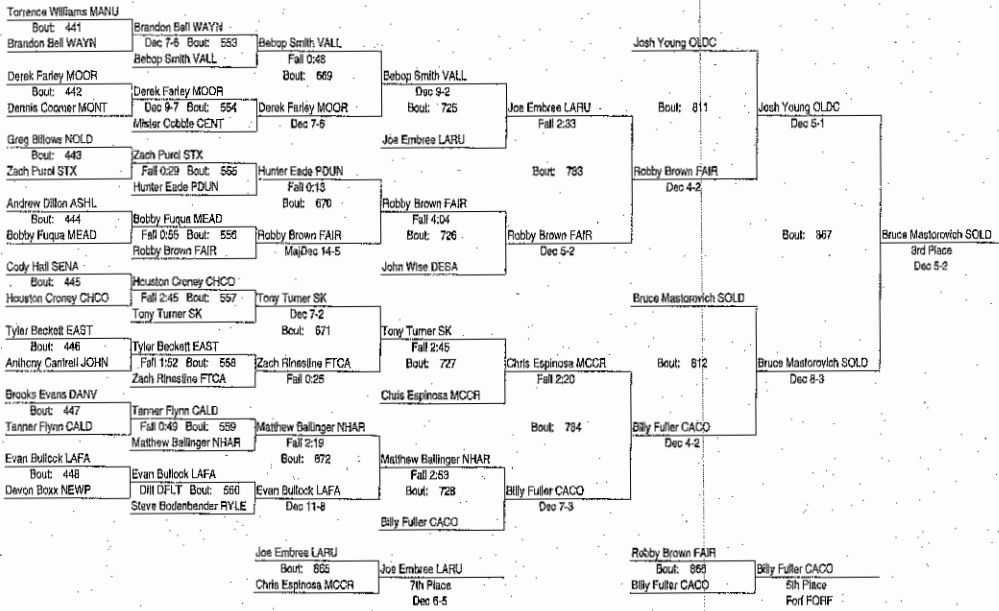 Torrence Williams MANU
Bout: 441
Brandon Bell WAYN
Brandon Bell WAYN
Dec 7-6 Bout: 553
Bebop Smith VALL
Bebop Smith VALL
Fall 0:48
Bout: 669
Derek Farley MOOR
Bout: 442
Dennis Coomer MONT
Derek Farley MOOR
Dec 9-7 Bout: 554
Mister Cobble CENT
Derek Farley MOOR
Dec 7-6
Bebop Smith VALL
Dec 9-2
Bout: 725
Joe Embree LARU
Joe Embree LARU
Fall 2:33
Bout: 783
Greg Billows NOLD
Bout: 443
Zach Purol STX
Zach Purol STX
Fall 0:29 Bout: 555
Hunter Eade PDUN
Hunter Eade PDUN
Fall 0:13
Bout: 670
Andrew Dillon ASHL
Bout: 444
Bobby Fuqua MEAD
Bobby Fuqua MEAD
Fall 0:55 Bout: 556
Robby Brown FAIR
Robby Brown FAIR
MajDec 14-5
Robby Brown FAIR
Fall 4:04
Bout: 726
John Wise DESA
Robby Brown FAIR
Dec 5-2
Josh Young OLDC
Bout: 811
Robby Brown FAIR
Dec 4-2
Josh Young OLDC
Dec 5-1
Bout: 867
Bruce Mastorovich SOLD
3rd Place
Dec 5-2
Cody Hall SENA
Bout: 445
Houston Croney CHCO
Houston Croney CHCO
Fall 2:45 Bout: 557
Tony Turner SK
Tony Turner SK
Dec 7-2
Bout: 671
Tyler Beckett EAST
Bout: 446
Anthony Cantrell JOHN
Tyler Beckett EAST
Fall 1:52 Bout: 558
Zach Rinestine FTCA
Zach Rinestine FTCA
Fall 0:25
Tony Turner SK
Fall 2:45
Bout: 727
Chris Espinosa MCCR
Chris Espinosa MCCR
Fall 2:20
Bout: 784
Brooks Evans DANV
Bout: 447
Tanner Flynn CALD
Tanner Flynn CALD
Fall 0:49 Bout: 559
Matthew Ballinger NHAR
Matthew Ballinger NHAR
Fall 2:19
Bout: 672
Evan Bullock LAFA
Bout: 448
Devon Boxx NEWP
Evan Bullock LAFA
Dflt DFLT Bout: 560
Steve Bodenbender RYLE
Evan Bullock LAFA
Dec 11-8
Matthew Ballinger NHAR
Fall 2:53
Bout: 728
Billy Fuller CACO
Billy Fuller CACO
Dec 7-3
Bruce Mastorovich SOLD
Bout: 812
Billy Fuller CACO
Dec 4-2
Bruce Mastorovich SOLD
Dec 8-3
Joe Embree LARU
Bout: 865
Chris Espinosa MCCR
Joe Embree LARU
7th Place
Dec 6-5
Robby Brown FAIR
Bout: 866
Billy Fuller CACO
Billy Fuller CACO
5th Place
Forf FORF